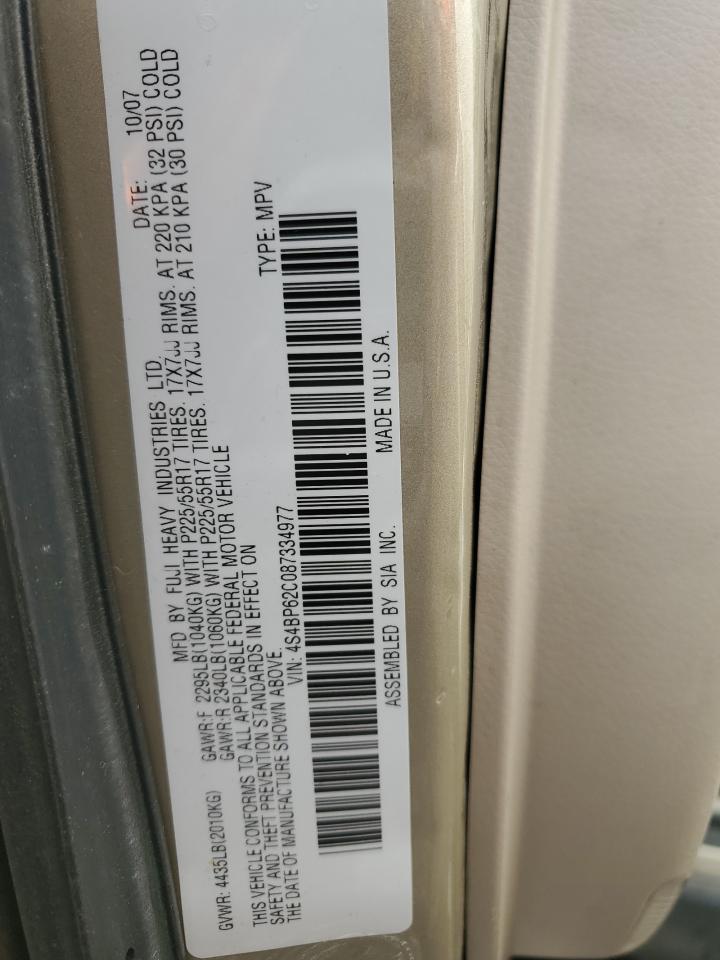 MFD BY FUJI HEAVY INDUSTRIES LTD. DATE: 10/07
GVWR: 4435LB(2010KG) GAWR:F 2295LB(1040KG) WITH P225/55R17 TIRES. 17X7JJ RIMS. AT 220 KPA (32 PSI) COLD
GAWR:R 2340LB(1060KG) WITH P225/55R17 TIRES. 17X7JJ RIMS. AT 210 KPA (30 PSI) COLD
THIS VEHICLE CONFORMS TO ALL APPLICABLE FEDERAL MOTOR VEHICLE
SAFETY AND THEFT PREVENTION STANDARDS IN EFFECT ON
THE DATE OF MANUFACTURE SHOWN ABOVE.
VIN: 4S4BP62C087334977 TYPE: MPV
ASSEMBLED BY SIA INC. MADE IN U.S.A.